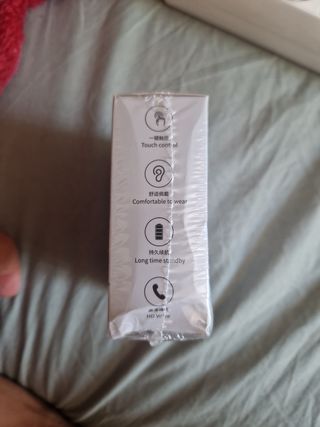 一键触控
Touch control
舒适佩戴
Comfortable to wear
持久续航
Long time standby
HD Voice